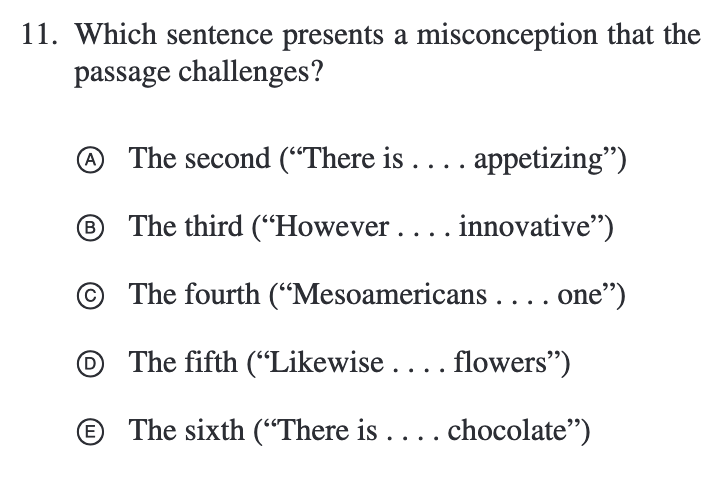 11. Which sentence presents a misconception that the
passage challenges?
Ⓐ The second (“There is . . . . appetizing”)
Ⓑ The third (“However . . . . innovative”)
Ⓒ The fourth (“Mesoamericans . . . . one”)
Ⓓ The fifth (“Likewise . . . . flowers”)
Ⓔ The sixth (“There is . . . . chocolate”)